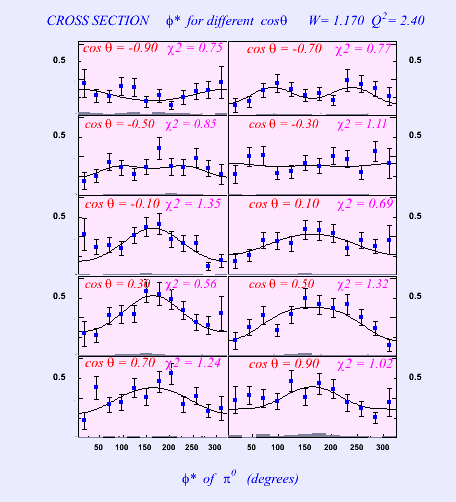 CROSS SECTION ϕ* for different cosθ W= 1.170 Q²= 2.40
cos θ = -0.90 χ2 = 0.75 cos θ = -0.70 χ2 = 0.77
0.5 0.5
cos θ = -0.50 χ2 = 0.85 cos θ = -0.30 χ2 = 1.11
0.5 0.5
cos θ = -0.10 χ2 = 1.35 cos θ = 0.10 χ2 = 0.69
0.5 0.5
cos θ = 0.30 χ2 = 0.56 cos θ = 0.50 χ2 = 1.32
0.5 0.5
cos θ = 0.70 χ2 = 1.24 cos θ = 0.90 χ2 = 1.02
0.5 0.5
50 100 150 200 250 300 50 100 150 200 250 300
ϕ* of π⁰ (degrees)